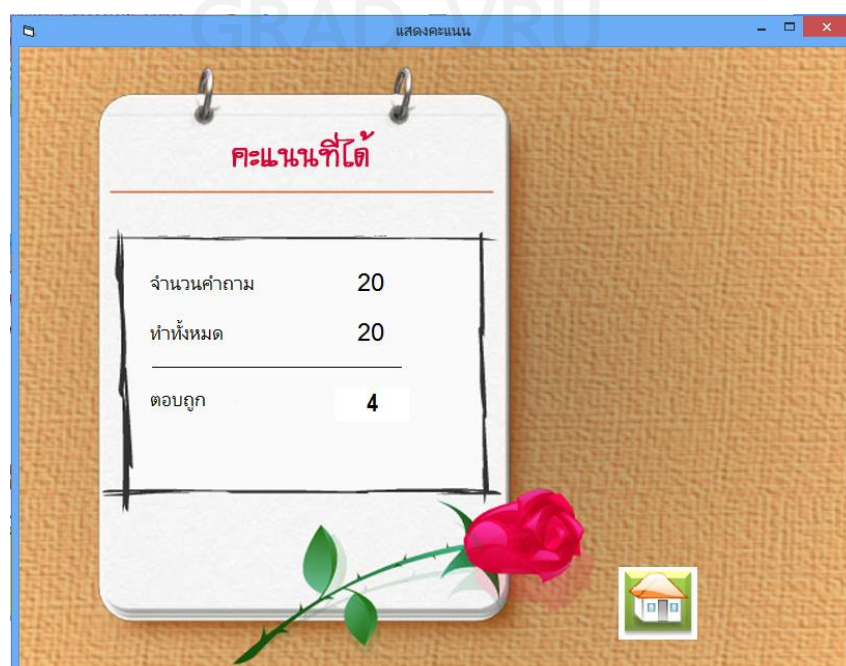 GRAD VRU
แสดงคะแนน
คะแนนที่ได้
จำนวนคำถาม 20
ทำทั้งหมด 20
ตอบถูก 4